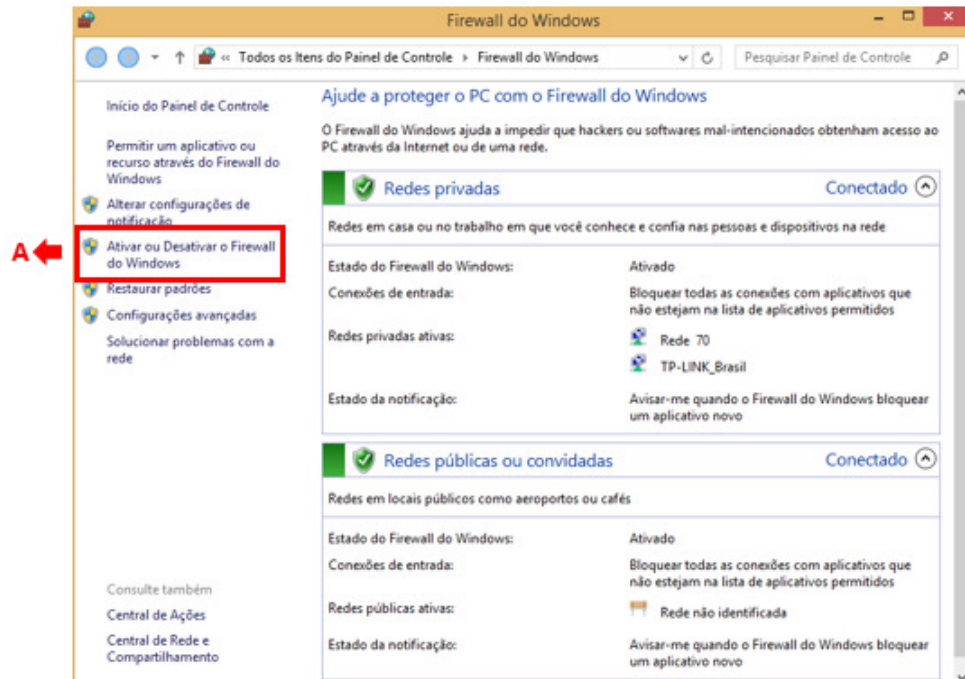 Firewall do Windows
« Todos os Itens do Painel de Controle Firewall do Windows
Pesquisar Painel de Controle
Início do Painel de Controle
Permitir um aplicativo ou
recurso através do Firewall do
Windows
Alterar configurações de
notificação
A
Ativar ou Desativar o Firewall
do Windows
Restaurar padrões
Configurações avançadas
Solucionar problemas com a
rede
Consulte também
Central de Ações
Central de Rede e
Compartilhamento
Ajude a proteger o PC com o Firewall do Windows
O Firewall do Windows ajuda a impedir que hackers ou softwares mal-intencionados obtenham acesso ao
PC através da Internet ou de uma rede.
Redes privadas Conectado
Redes em casa ou no trabalho em que você conhece e confia nas pessoas e dispositivos na rede
Estado do Firewall do Windows: Ativado
Conexões de entrada: Bloquear todas as conexões com aplicativos que
não estejam na lista de aplicativos permitidos
Redes privadas ativas: Rede 70
TP-LINK_Brasil
Estado da notificação: Avisar-me quando o Firewall do Windows bloquear
um aplicativo novo
Redes públicas ou convidadas Conectado
Redes em locais públicos como aeroportos ou cafés
Estado do Firewall do Windows: Ativado
Conexões de entrada: Bloquear todas as conexões com aplicativos que
não estejam na lista de aplicativos permitidos
Redes públicas ativas: Rede não identificada
Estado da notificação: Avisar-me quando o Firewall do Windows bloquear
um aplicativo novo